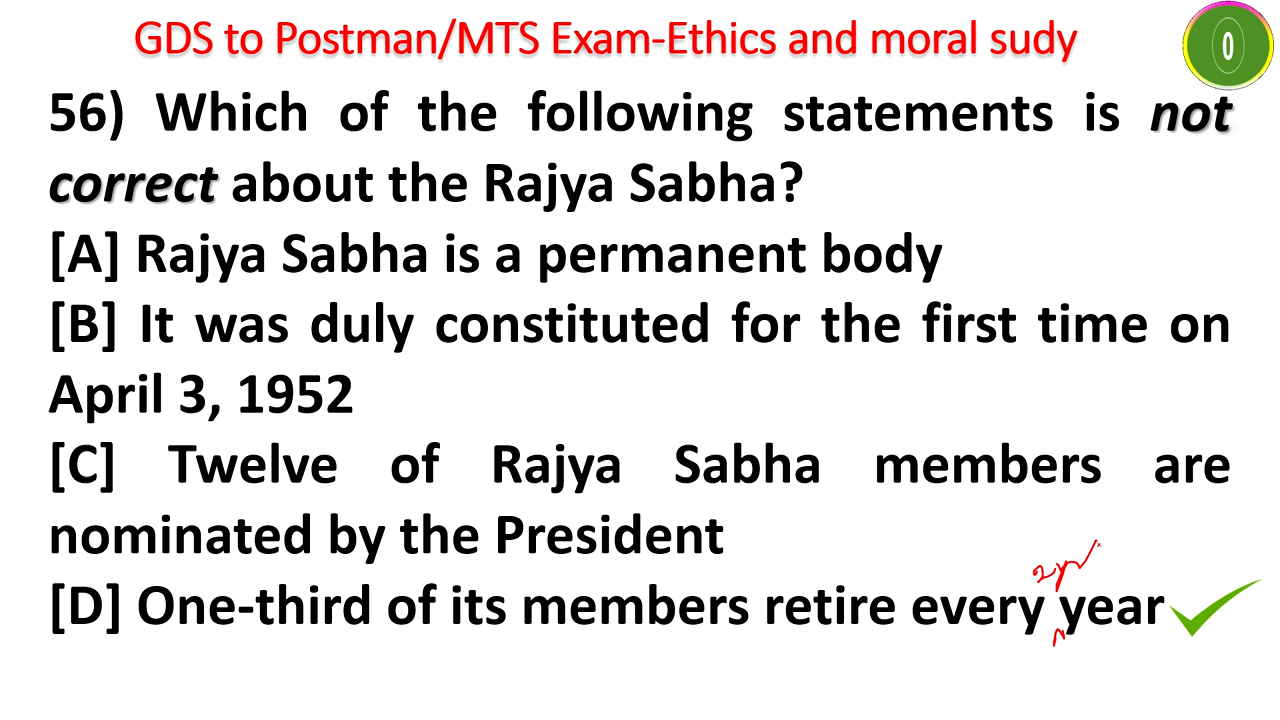 GDS to Postman/MTS Exam-Ethics and moral sudy
0
56) Which of the following statements is not
correct about the Rajya Sabha?
[A] Rajya Sabha is a permanent body
[B] It was duly constituted for the first time on
April 3, 1952
[C] Twelve of Rajya Sabha members are
nominated by the President
[D] One-third of its members retire every year